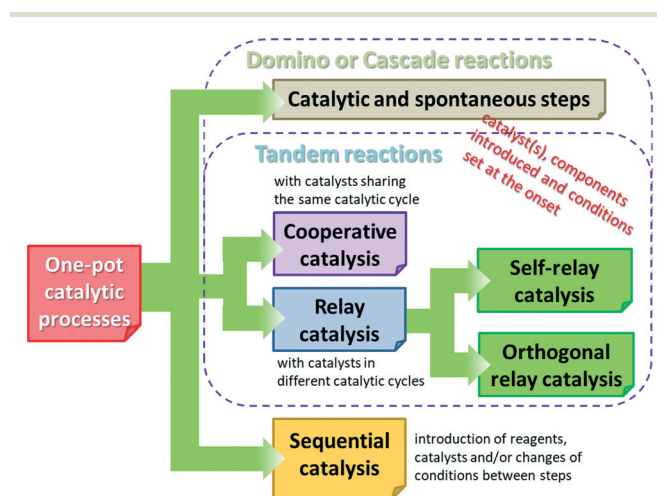 Domino or Cascade reactions
Catalytic and spontaneous steps
catalyst(s), components
introduced and conditions
set at the onset
Tandem reactions
with catalysts sharing
the same catalytic cycle
Cooperative
catalysis
One-pot
catalytic
processes
Relay
catalysis
with catalysts in
different catalytic cycles
Self-relay
catalysis
Orthogonal
relay catalysis
Sequential
catalysis
introduction of reagents,
catalysts and/or changes of
conditions between steps